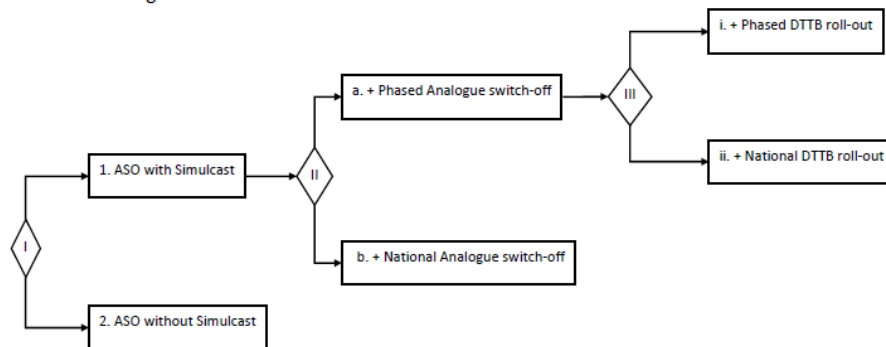 i. + Phased DTTB roll-out
a. + Phased Analogue switch-off
III
ii. + National DTTB roll-out
1. ASO with Simulcast
II
I
b. + National Analogue switch-off
2. ASO without Simulcast